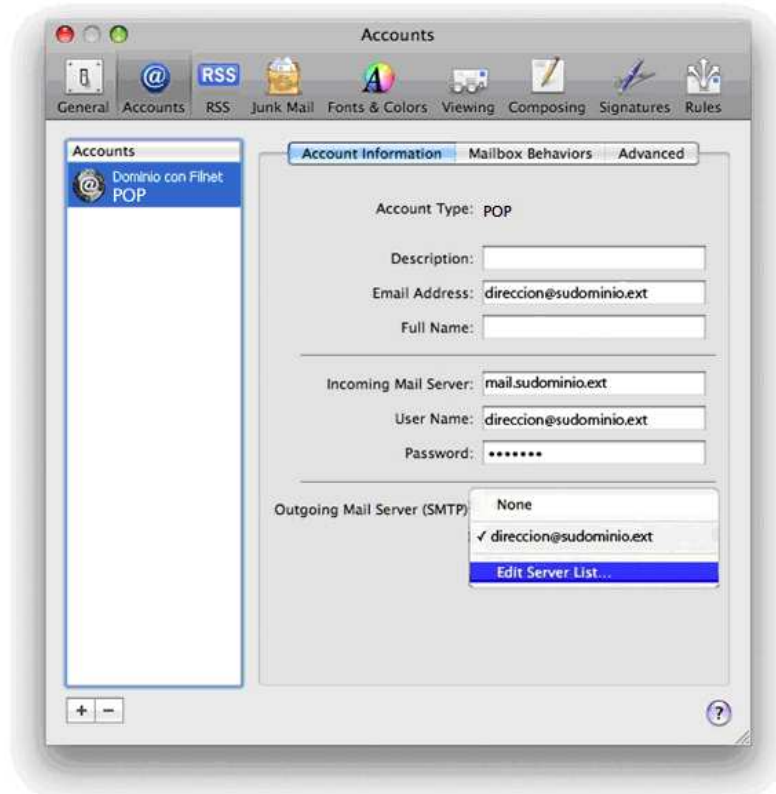 Accounts
RSS
General Accounts RSS Junk Mail Fonts & Colors Viewing Composing Signatures Rules
Accounts
Dominio con Filnet
POP
Account Information Mailbox Behaviors Advanced
Account Type: POP
Description:
Email Address: direccion@sudominio.ext
Full Name:
Incoming Mail Server: mail.sudominio.ext
User Name: direccion@sudominio.ext
Password: •••••••
Outgoing Mail Server (SMTP)
None
✓ direccion@sudominio.ext
Edit Server List...